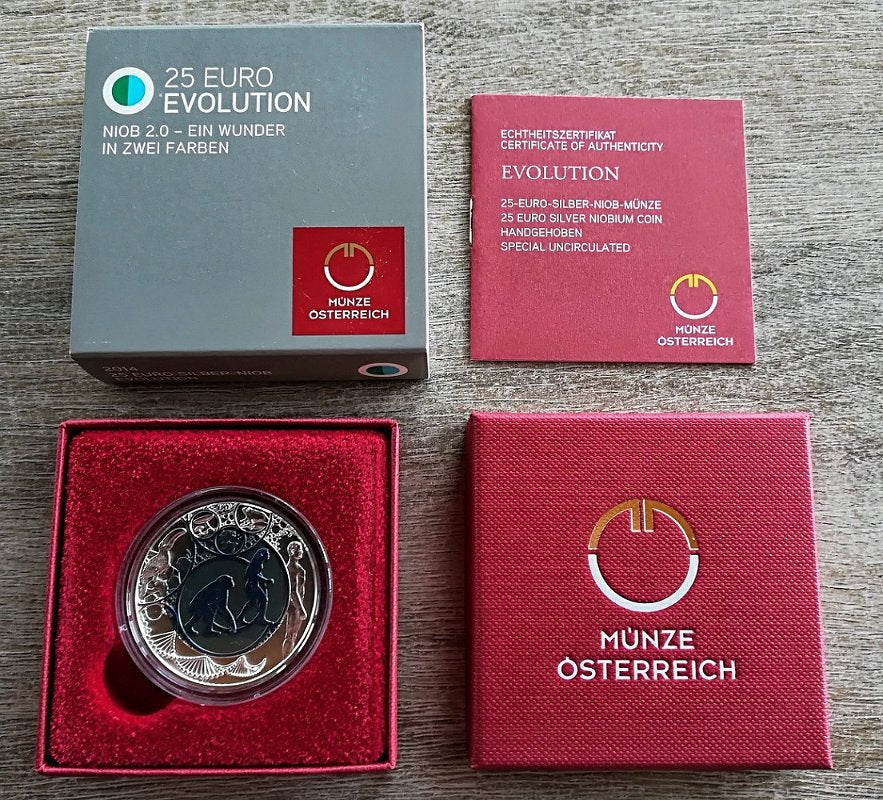 25 EURO
EVOLUTION
NIOB 2.0 – EIN WUNDER
IN ZWEI FARBEN
MÜNZE
ÖSTERREICH
2014
25 EURO SILBER-NIOB
EVOLUTION
ECHTHEITSZERTIFIKAT
CERTIFICATE OF AUTHENTICITY
EVOLUTION
25-EURO-SILBER-NIOB-MÜNZE
25 EURO SILVER NIOBIUM COIN
HANDGEHOBEN
SPECIAL UNCIRCULATED
MÜNZE
ÖSTERREICH
MÜNZE
ÖSTERREICH